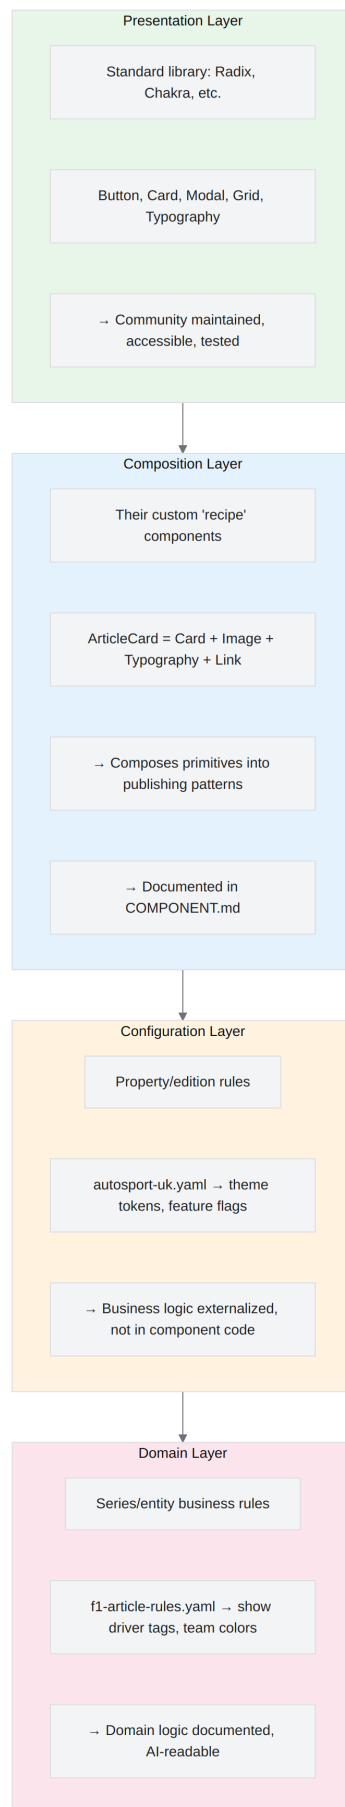 Presentation Layer
Standard library: Radix,
Chakra, etc.
Button, Card, Modal, Grid,
Typography
→ Community maintained,
accessible, tested
Composition Layer
Their custom 'recipe'
components
ArticleCard = Card + Image +
Typography + Link
→ Composes primitives into
publishing patterns
→ Documented in
COMPONENT.md
Configuration Layer
Property/edition rules
autosport-uk.yaml → theme
tokens, feature flags
→ Business logic externalized,
not in component code
Domain Layer
Series/entity business rules
f1-article-rules.yaml → show
driver tags, team colors
→ Domain logic documented,
AI-readable